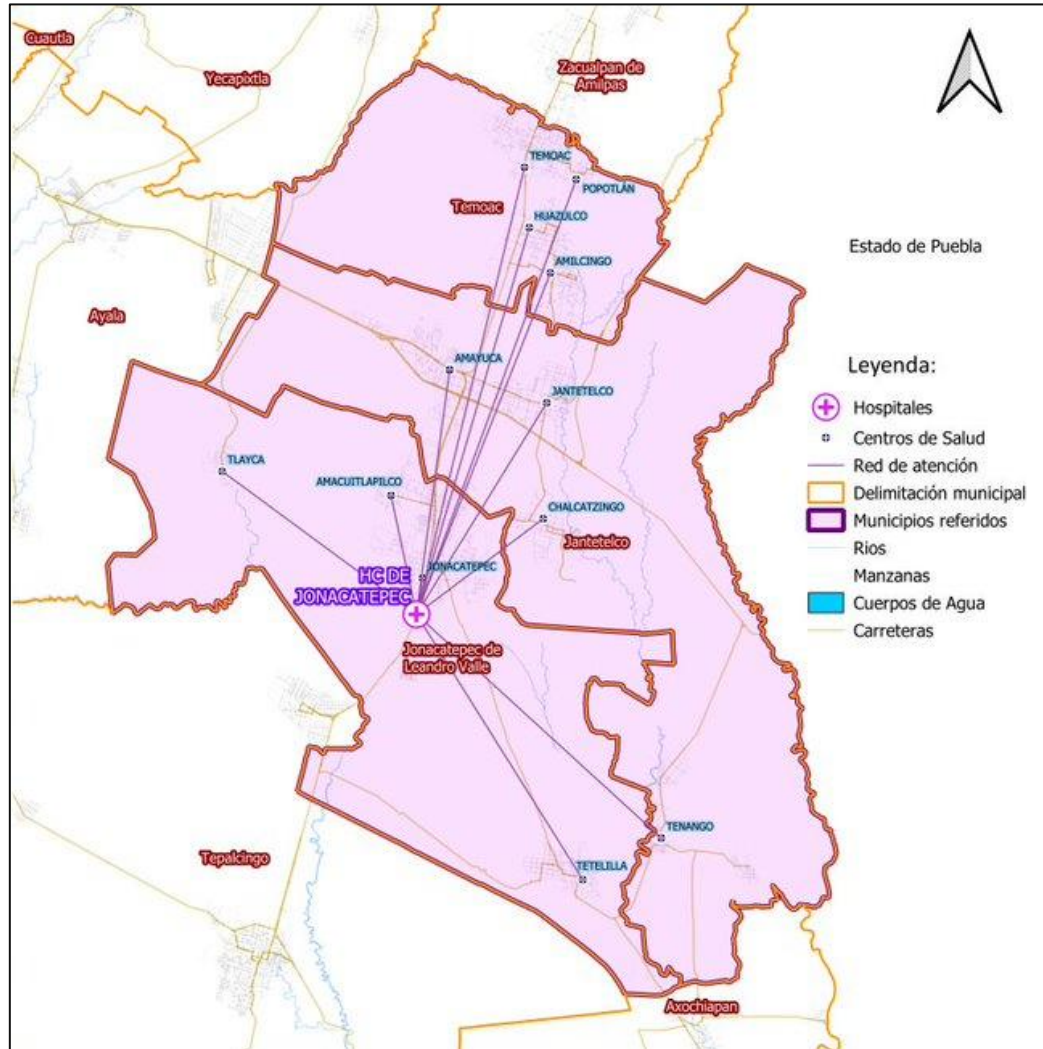 Cuautla
Yecapixtla
Zacualpan de
Amilpas
TEMOAC
POPOTLÁN
Temoac
HUAZULCO
Estado de Puebla
AMILCINGO
Ayala
AMAYUCA
JANTETELCO
TLAYCA
AMACUITLAPILCO
CHALCATZINGO
Jantetelco
JONACATEPEC
HC DE
JONACATEPEC
Jonacatepec de
Leandro Valle
TENANGO
Tepalcingo
TETELILLA
Axochiapan
Leyenda:
Hospitales
Centros de Salud
Red de atención
Delimitación municipal
Municipios referidos
Rios
Manzanas
Cuerpos de Agua
Carreteras